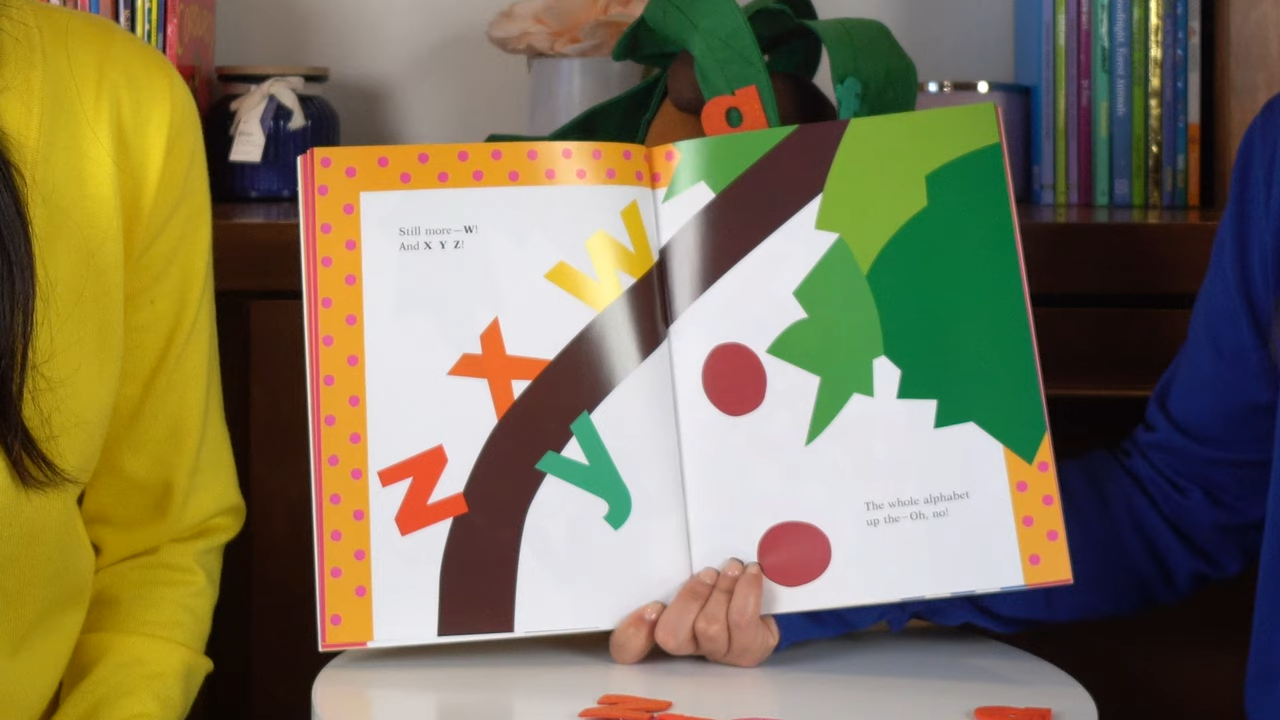 a
Still more—W!
And X Y Z!
w
x
y
z
The whole alphabet
up the—Oh, no!